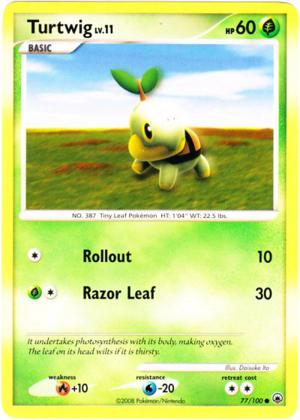 Turtwig LV.11 HP 60
BASIC
NO. 387 Tiny Leaf Pokémon HT: 1'04" WT: 22.5 lbs.
Rollout 10
Razor Leaf 30
It undertakes photosynthesis with its body, making oxygen.
The leaf on its head wilts if it is thirsty.
Illus. Daisuke Ito
weakness resistance retreat cost
+10 -20
©2008 Pokémon/Nintendo 77/100